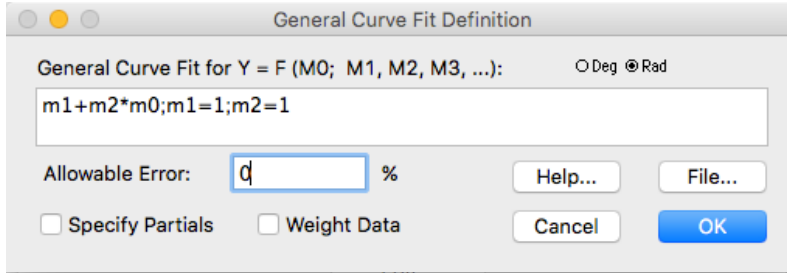 General Curve Fit Definition
General Curve Fit for Y = F (M0; M1, M2, M3, ...): Deg Rad
m1+m2*m0;m1=1;m2=1
Allowable Error: 0 % Help... File...
Specify Partials Weight Data Cancel OK